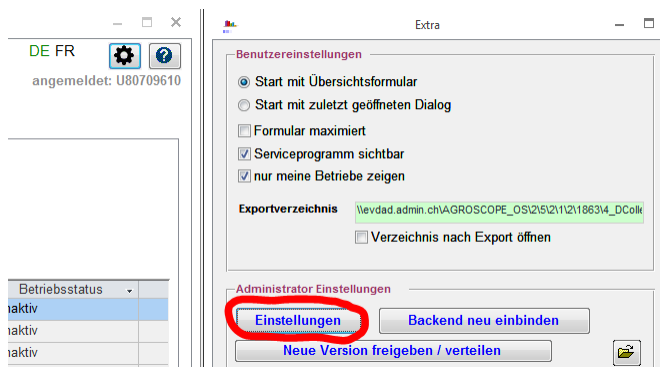 DE FR
angemeldet: U80709610
Betriebsstatus
naktiv
naktiv
naktiv
Extra
Benutzereinstellungen
Start mit Übersichtsformular
Start mit zuletzt geöffneten Dialog
Formular maximiert
Serviceprogramm sichtbar
nur meine Betriebe zeigen
Exportverzeichnis \\evdad.admin.ch\AGROSCOPE_OS\2\5\2\1\2\1863\4_DColle
Verzeichnis nach Export öffnen
Administrator Einstellungen
Einstellungen Backend neu einbinden
Neue Version freigeben / verteilen